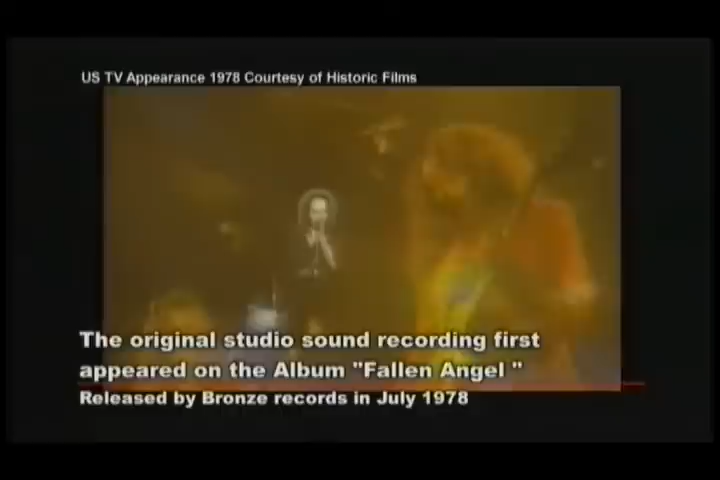 US TV Appearance 1978 Courtesy of Historic Films
The original studio sound recording first
appeared on the Album "Fallen Angel "
Released by Bronze records in July 1978